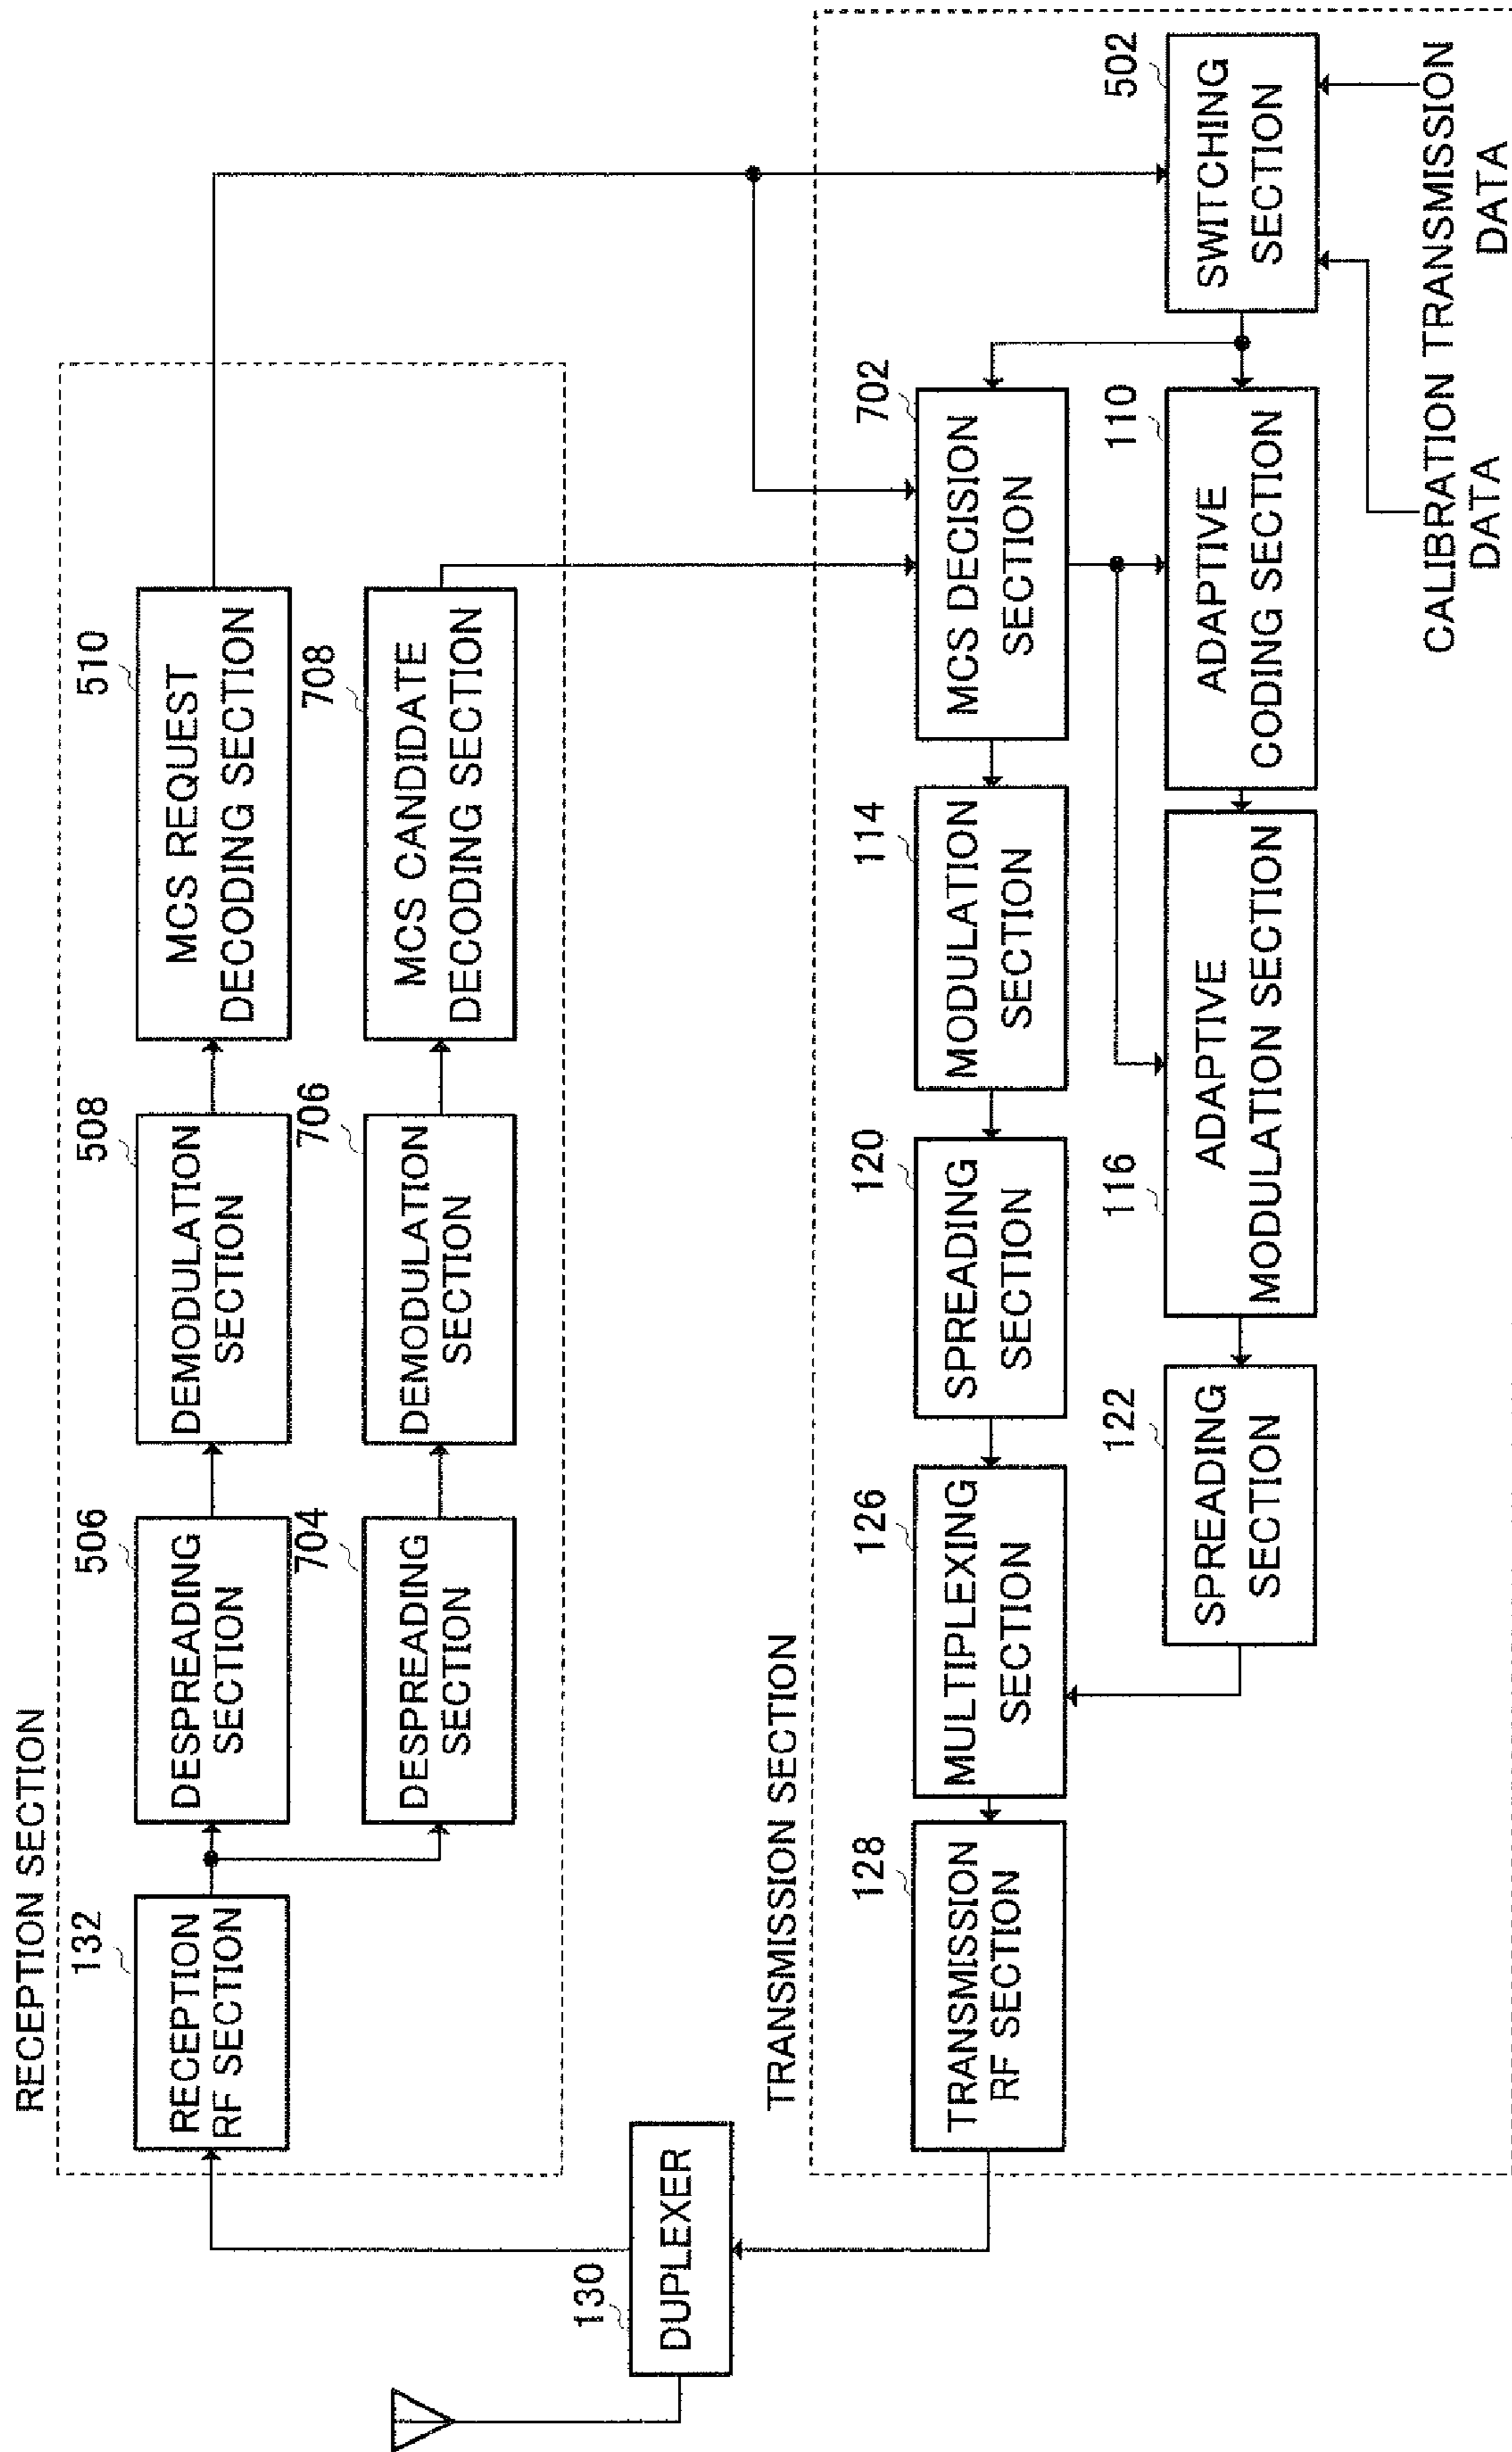 RECEPTION SECTION
132
RECEPTION
RF SECTION
506
DESPREADING
SECTION
508
DEMODULATION
SECTION
510
MCS REQUEST
DECODING SECTION
704
DESPREADING
SECTION
706
DEMODULATION
SECTION
708
MCS CANDIDATE
DECODING SECTION
130
DUPLEXER
TRANSMISSION SECTION
128
TRANSMISSION
RF SECTION
126
MULTIPLEXING
SECTION
120
SPREADING
SECTION
114
MODULATION
SECTION
702
MCS DECISION
SECTION
502
SWITCHING
SECTION
122
SPREADING
SECTION
116
ADAPTIVE
MODULATION SECTION
110
ADAPTIVE
CODING SECTION
CALIBRATION TRANSMISSION
DATA
DATA